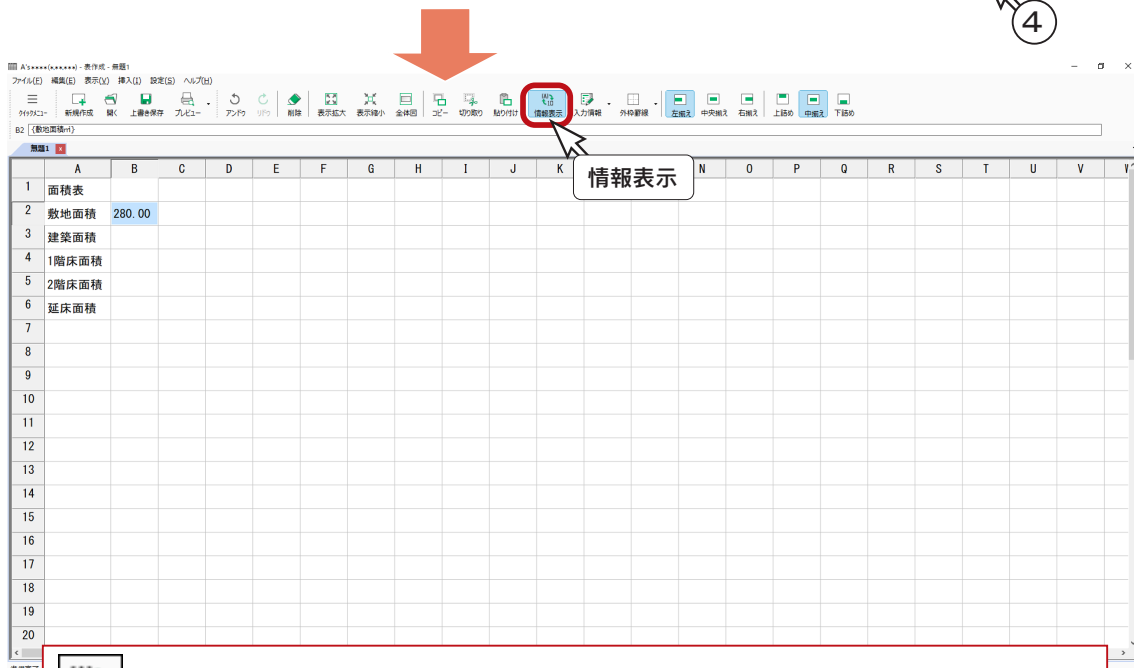 ④
A's****(*.**.**) - 表作成 - 無題1
ファイル(F) 編集(E) 表示(V) 挿入(I) 設定(S) ヘルプ(H)
クイックメニュー 新規作成 開く 上書き保存 プレビュー アンドゥ リドゥ 削除 表示拡大 表示縮小 全体図 コピー 切り取り 貼り付け 情報表示 入力情報 外枠罫線 左揃え 中央揃え 右揃え 上詰め 中揃え 下詰め
B2 {敷地面積㎡}
無題1 x
情報表示
A B C D E F G H I J K N O P Q R S T U V
1 面積表
2 敷地面積 280.00
3 建築面積
4 1階床面積
5 2階床面積
6 延床面積
7
8
9
10
11
12
13
14
15
16
17
18
19
20